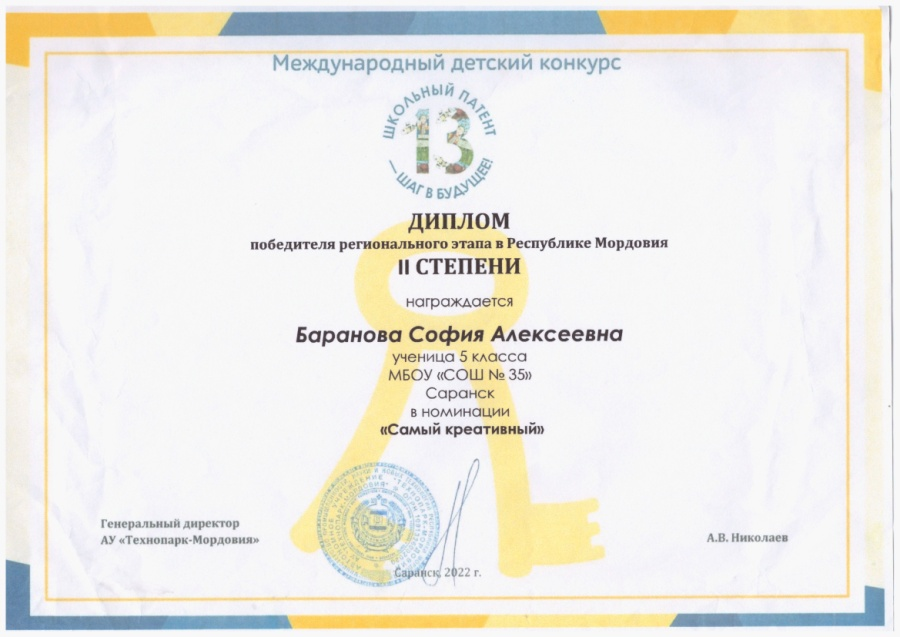 Международный детский конкурс
ШКОЛЬНЫЙ ПАТЕНТ
13
— ШАГ В БУДУЩЕЕ!
ДИПЛОМ
победителя регионального этапа в Республике Мордовия
II СТЕПЕНИ
награждается
Баранова София Алексеевна
ученица 5 класса
МБОУ «СОШ № 35»
Саранск
в номинации
«Самый креативный»
Генеральный директор
АУ «Технопарк-Мордовия»
А.В. Николаев
Саранск, 2022 г.